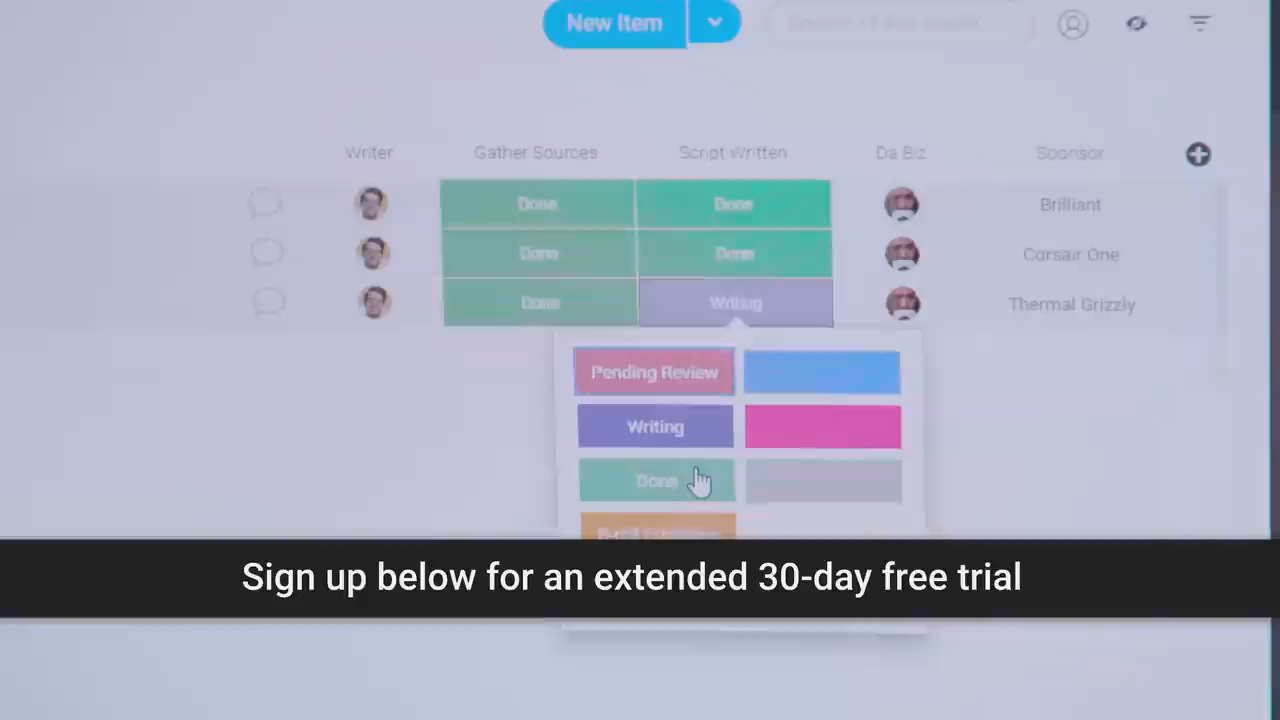 New Item
Writer Gather Sources Script Written Da Biz Sponsor
Done Done Brilliant
Done Done Corsair One
Done Writing Thermal Grizzly
Pending Review
Writing
Done
Sign up below for an extended 30-day free trial